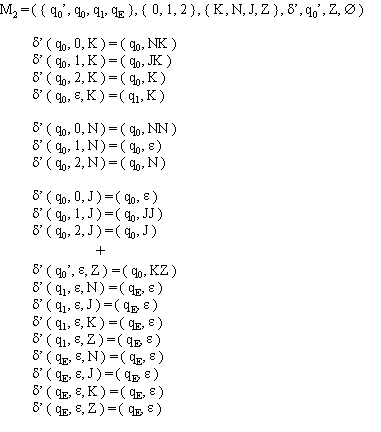 M₂ = ( { q₀’, q₀, q₁, q_E }, { 0, 1, 2 }, { K, N, J, Z }, δ’, q₀’, Z, ∅ )
δ’ ( q₀, 0, K ) = ( q₀, NK )
δ’ ( q₀, 1, K ) = ( q₀, JK )
δ’ ( q₀, 2, K ) = ( q₀, K )
δ’ ( q₀, ε, K ) = ( q₁, K )
δ’ ( q₀, 0, N ) = ( q₀, NN )
δ’ ( q₀, 1, N ) = ( q₀, ε )
δ’ ( q₀, 2, N ) = ( q₀, N )
δ’ ( q₀, 0, J ) = ( q₀, ε )
δ’ ( q₀, 1, J ) = ( q₀, JJ )
δ’ ( q₀, 2, J ) = ( q₀, J )
+
δ’ ( q₀’, ε, Z ) = ( q₀, KZ )
δ’ ( q₁, ε, N ) = ( q_E, ε )
δ’ ( q₁, ε, J ) = ( q_E, ε )
δ’ ( q₁, ε, K ) = ( q_E, ε )
δ’ ( q₁, ε, Z ) = ( q_E, ε )
δ’ ( q_E, ε, N ) = ( q_E, ε )
δ’ ( q_E, ε, J ) = ( q_E, ε )
δ’ ( q_E, ε, K ) = ( q_E, ε )
δ’ ( q_E, ε, Z ) = ( q_E, ε )